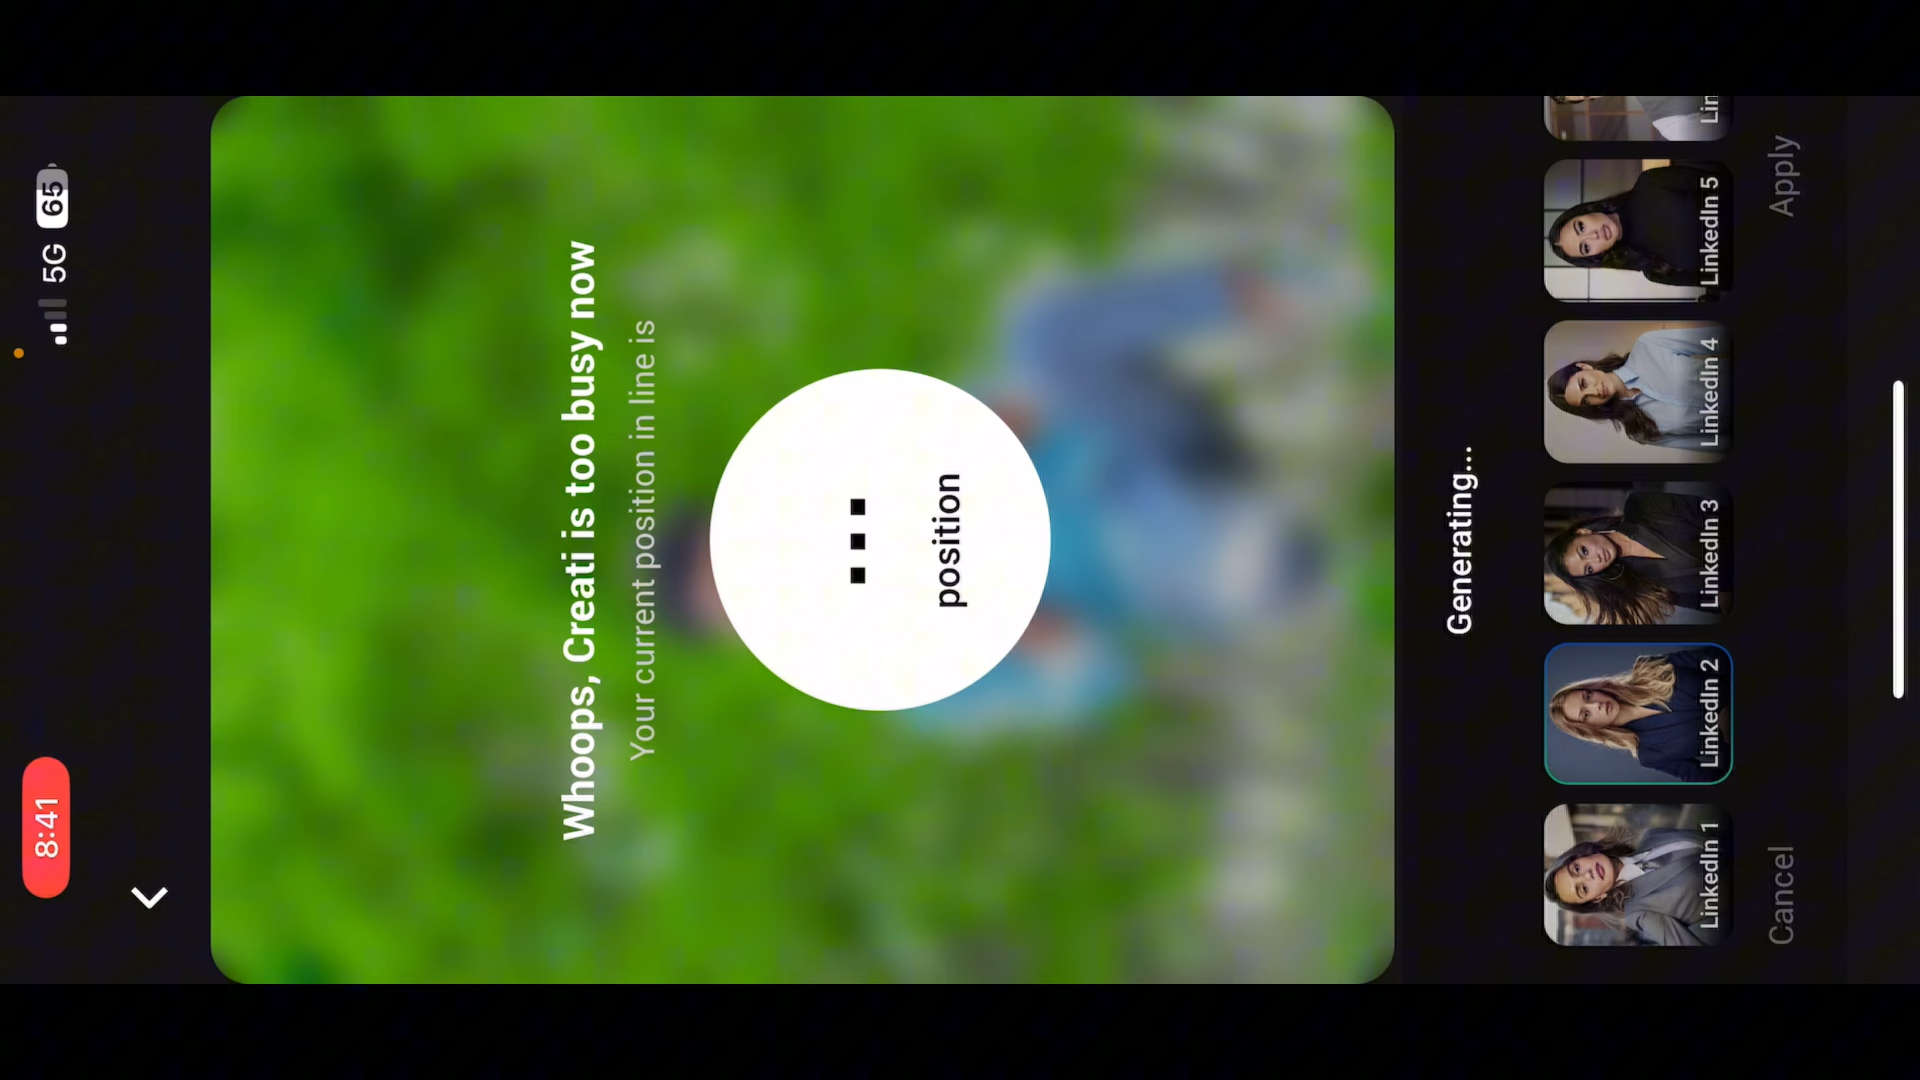 8:41
5G
65
Whoops, Creati is too busy now
Your current position in line is
...
position
Generating...
LinkedIn 1
LinkedIn 2
LinkedIn 3
LinkedIn 4
LinkedIn 5
Lin
Cancel
Apply